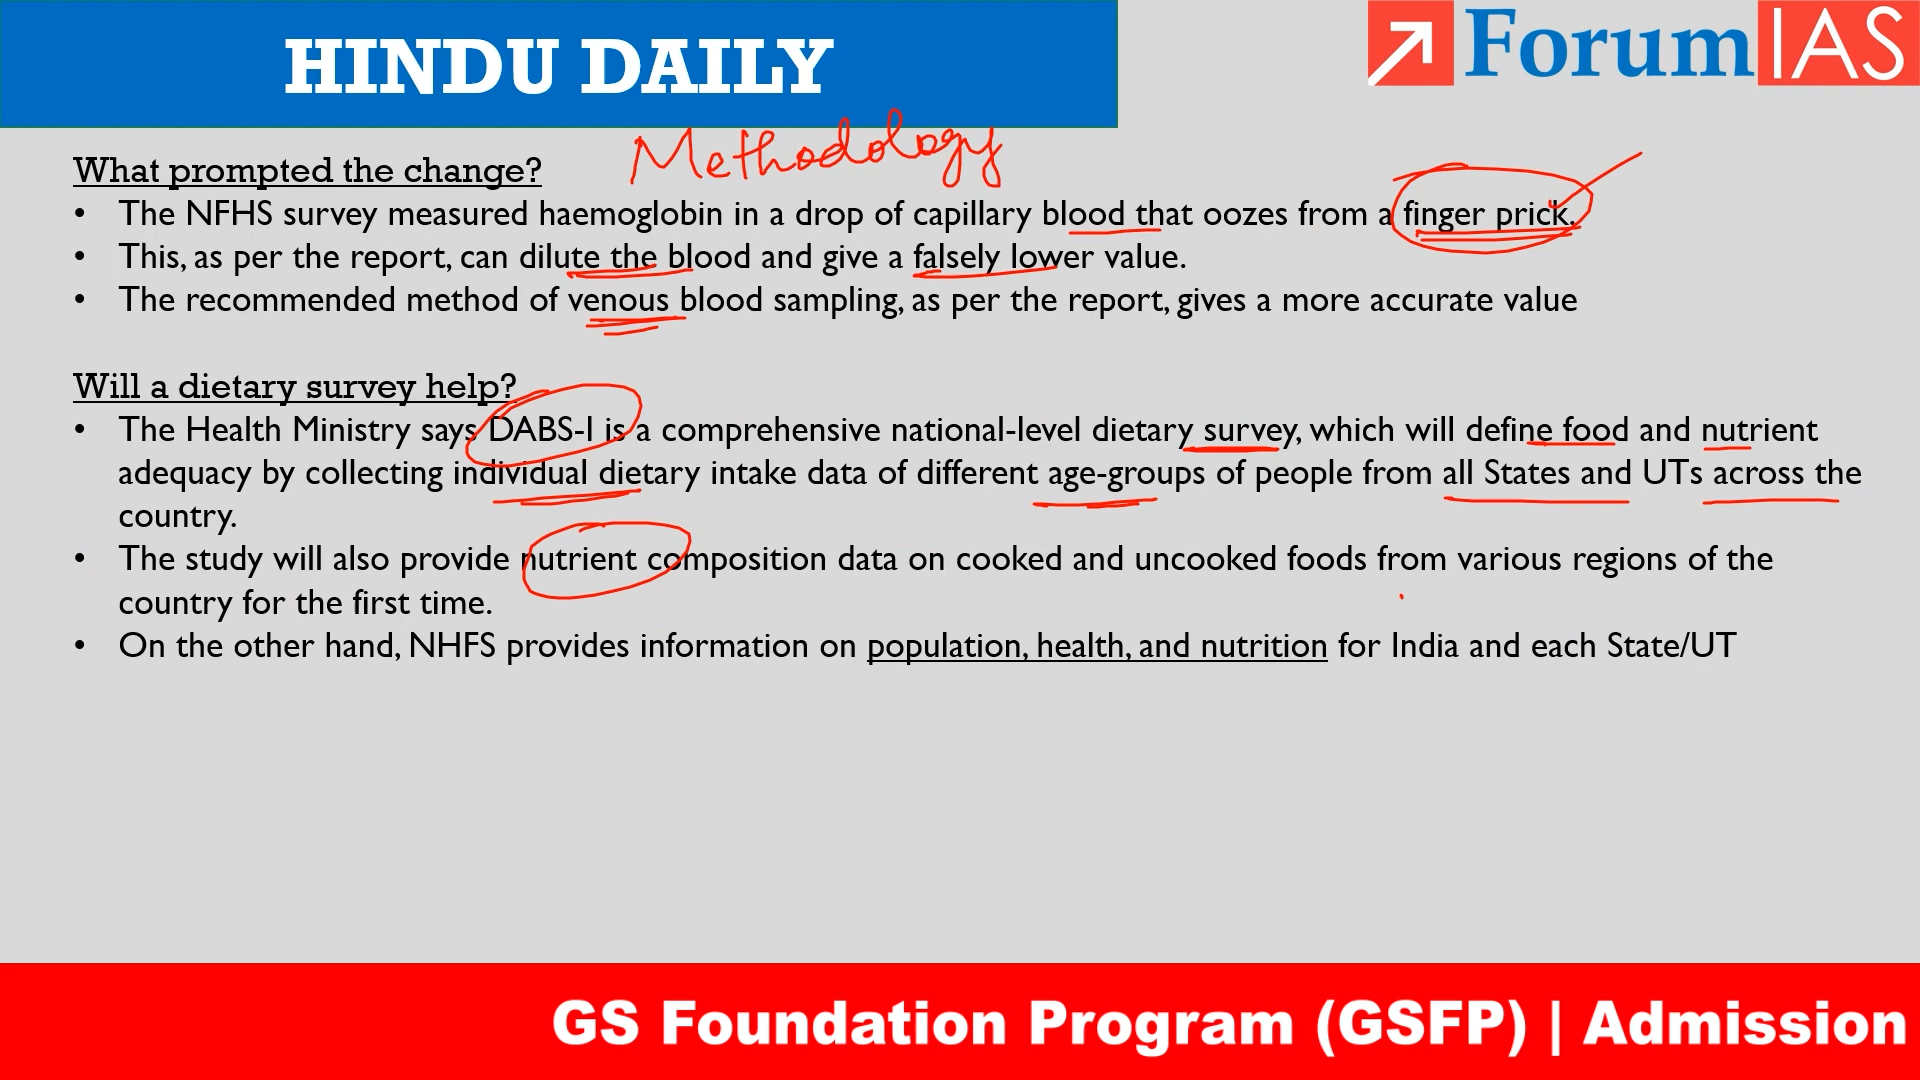 HINDU DAILY
Forum IAS
Methodology
What prompted the change?
• The NFHS survey measured haemoglobin in a drop of capillary blood that oozes from a finger prick.
• This, as per the report, can dilute the blood and give a falsely lower value.
• The recommended method of venous blood sampling, as per the report, gives a more accurate value
Will a dietary survey help?
• The Health Ministry says DABS-I is a comprehensive national-level dietary survey, which will define food and nutrient
adequacy by collecting individual dietary intake data of different age-groups of people from all States and UTs across the
country.
• The study will also provide nutrient composition data on cooked and uncooked foods from various regions of the
country for the first time.
• On the other hand, NHFS provides information on population, health, and nutrition for India and each State/UT
GS Foundation Program (GSFP) | Admission